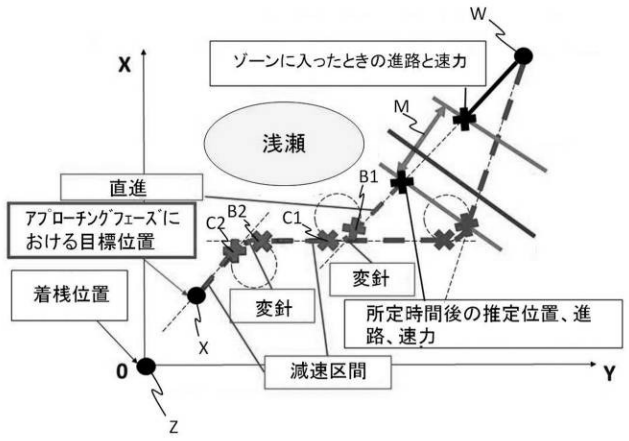 W
X
ゾーンに入ったときの進路と速力
M
浅瀬
直進
B1
アプローチングフェーズに
おける目標位置
C2
B2
C1
着桟位置
変針
変針
所定時間後の推定位置、進
路、速力
X
0
減速区間
Y
Z